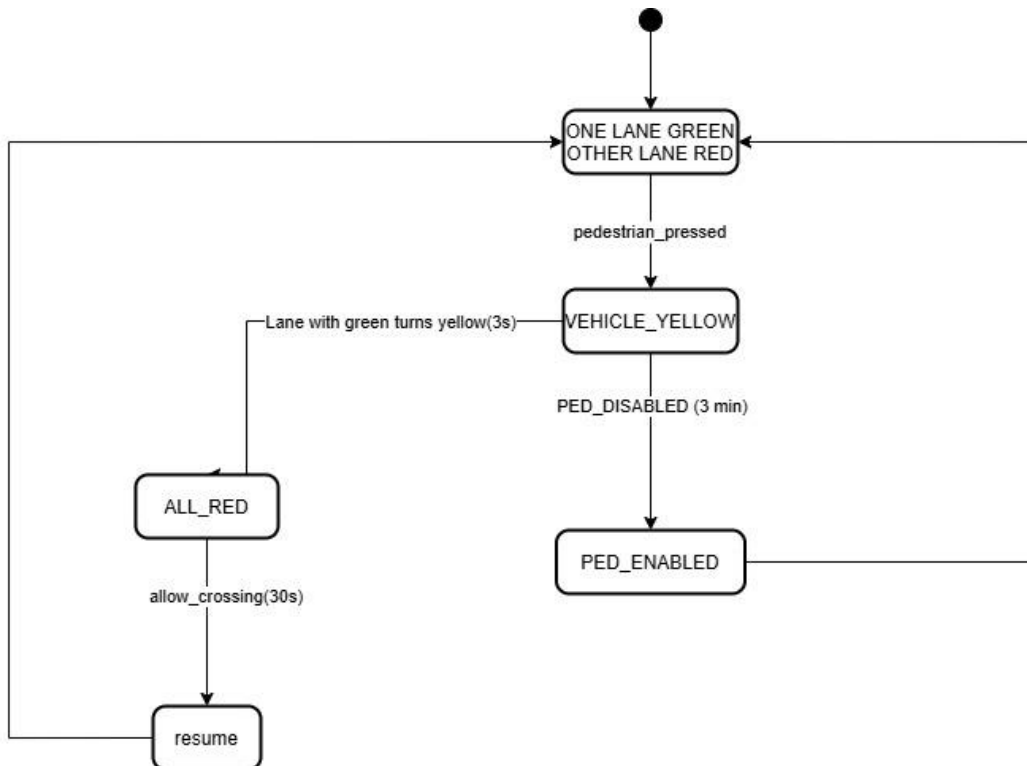 ONE LANE GREEN
OTHER LANE RED
pedestrian_pressed
Lane with green turns yellow(3s)
VEHICLE_YELLOW
PED_DISABLED (3 min)
ALL_RED
PED_ENABLED
allow_crossing(30s)
resume